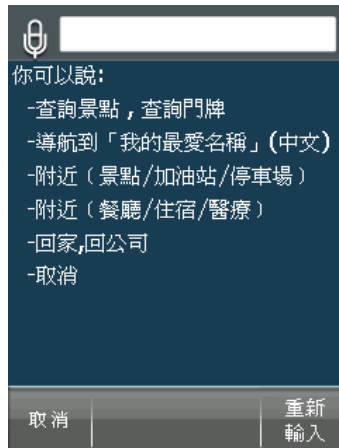 你可以說:
-查詢景點 , 查詢門牌
-導航到「我的最愛名稱」(中文)
-附近（景點/加油站/停車場）
-附近（餐廳/住宿/醫療）
-回家,回公司
-取消
取消
重新
輸入